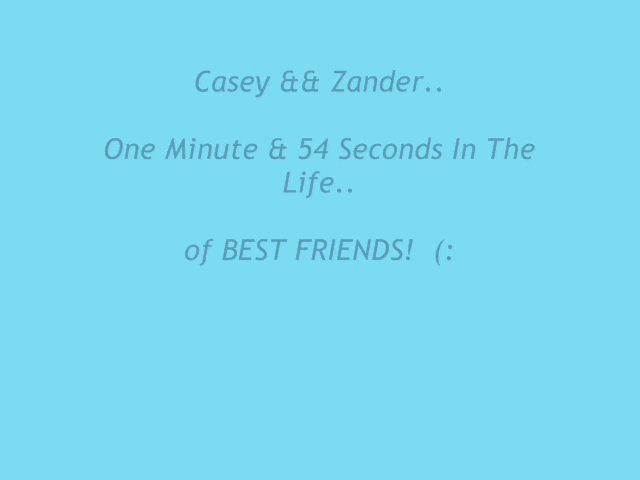 Casey && Zander..
One Minute & 54 Seconds In The
Life..
of BEST FRIENDS!  (: